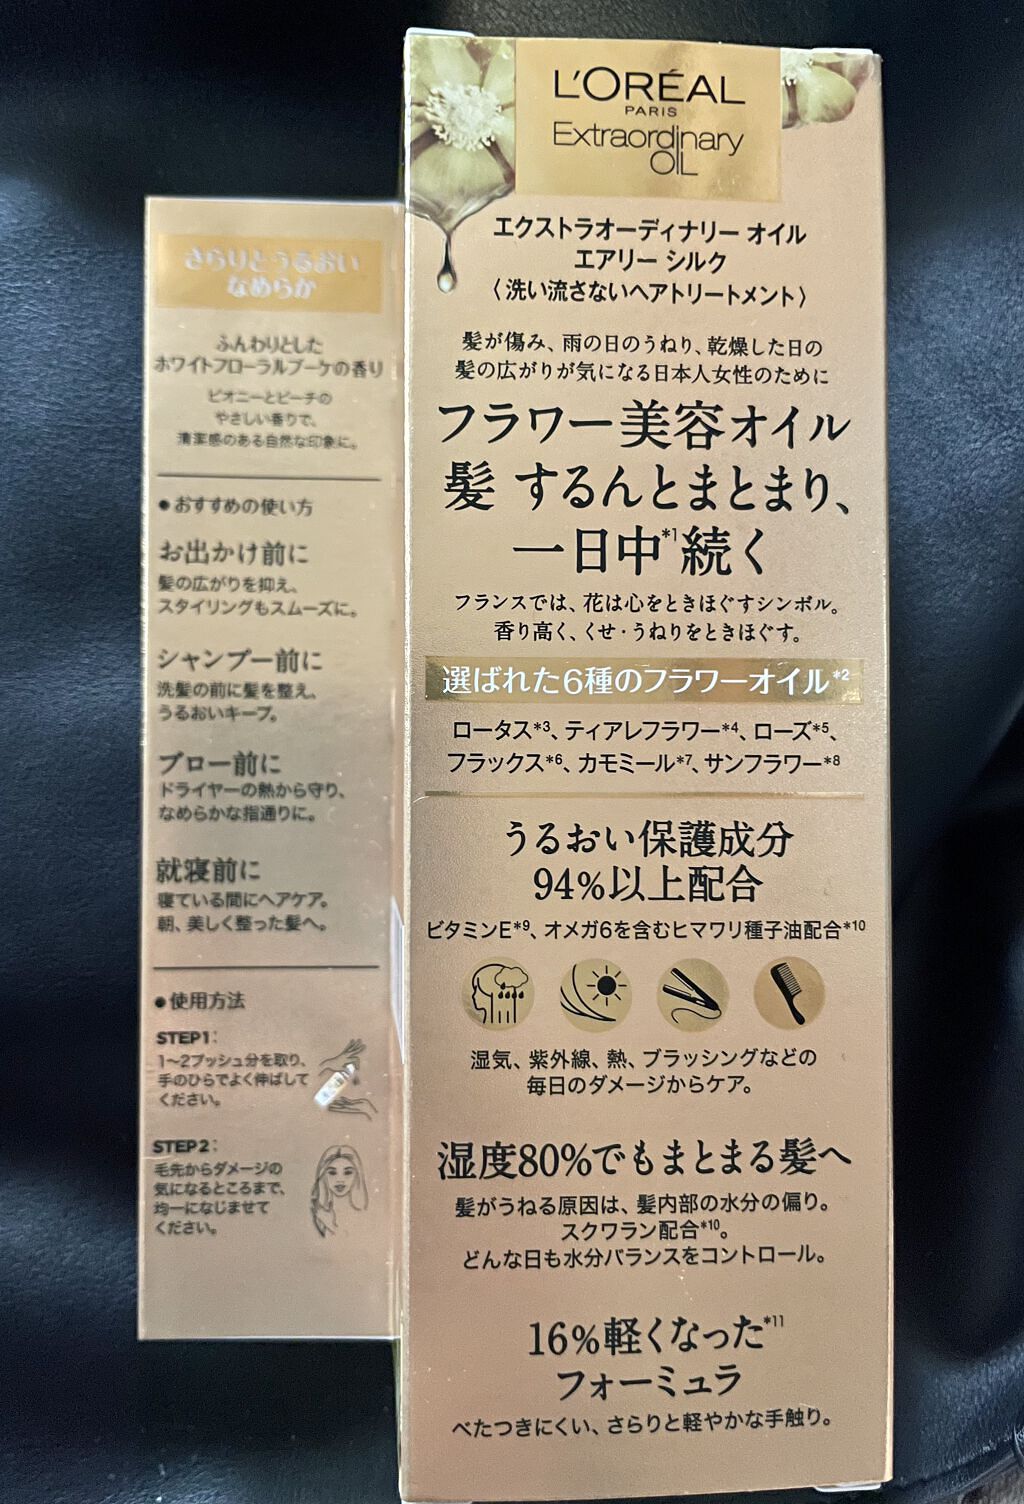 L'ORÉAL
PARIS
Extraordinary
OIL
エクストラオーディナリー オイル
エアリー シルク
〈洗い流さないヘアトリートメント〉
髪が傷み、雨の日のうねり、乾燥した日の
髪の広がりが気になる日本人女性のために
フラワー美容オイル
髪 するんとまとまり、
一日中*1続く
フランスでは、花は心をときほぐすシンボル。
香り高く、くせ・うねりをときほぐす。
選ばれた6種のフラワーオイル*2
ロータス*3、ティアレフラワー*4、ローズ*5、
フラックス*6、カモミール*7、サンフラワー*8
うるおい保護成分
94%以上配合
ビタミンE*9、オメガ6を含むヒマワリ種子油配合*10
湿気、紫外線、熱、ブラッシングなどの
毎日のダメージからケア。
湿度80%でもまとまる髪へ
髪がうねる原因は、髪内部の水分の偏り。
スクワラン配合*10。
どんな日も水分バランスをコントロール。
16%軽くなった*11
フォーミュラ
べたつきにくい、さらりと軽やかな手触り。
さらりとうるおい
なめらか
ふんわりとした
ホワイトフローラルブーケの香り
ピオニーとピーチの
やさしい香りで、
清潔感のある自然な印象に。
●おすすめの使い方
お出かけ前に
髪の広がりを抑え、
スタイリングもスムーズに。
シャンプー前に
洗髪の前に髪を整え、
うるおいキープ。
ブロー前に
ドライヤーの熱から守り、
なめらかな指通りに。
就寝前に
寝ている間にヘアケア。
朝、美しく整った髪へ。
●使用方法
STEP1:
1〜2プッシュ分を取り、
手のひらでよく伸ばして
ください。
STEP2:
毛先からダメージの
気になるところまで、
均一になじませて
ください。